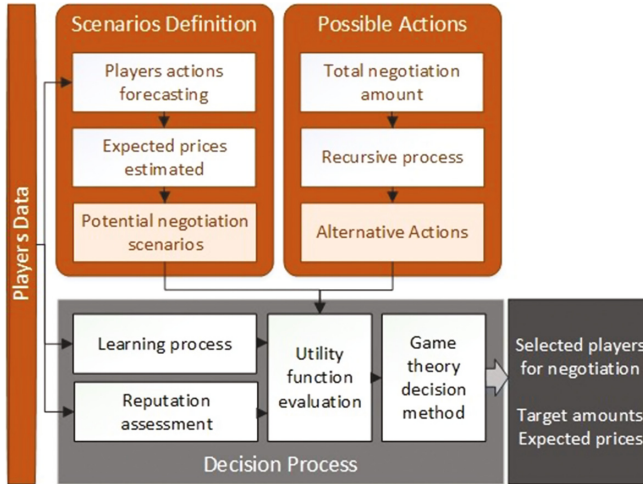 Scenarios Definition
Players actions
forecasting
Expected prices
estimated
Potential negotiation
scenarios
Possible Actions
Total negotiation
amount
Recursive process
Alternative Actions
Players Data
Learning process
Reputation
assessment
Utility
function
evaluation
Game
theory
decision
method
Decision Process
Selected players
for negotiation
Target amounts
Expected prices